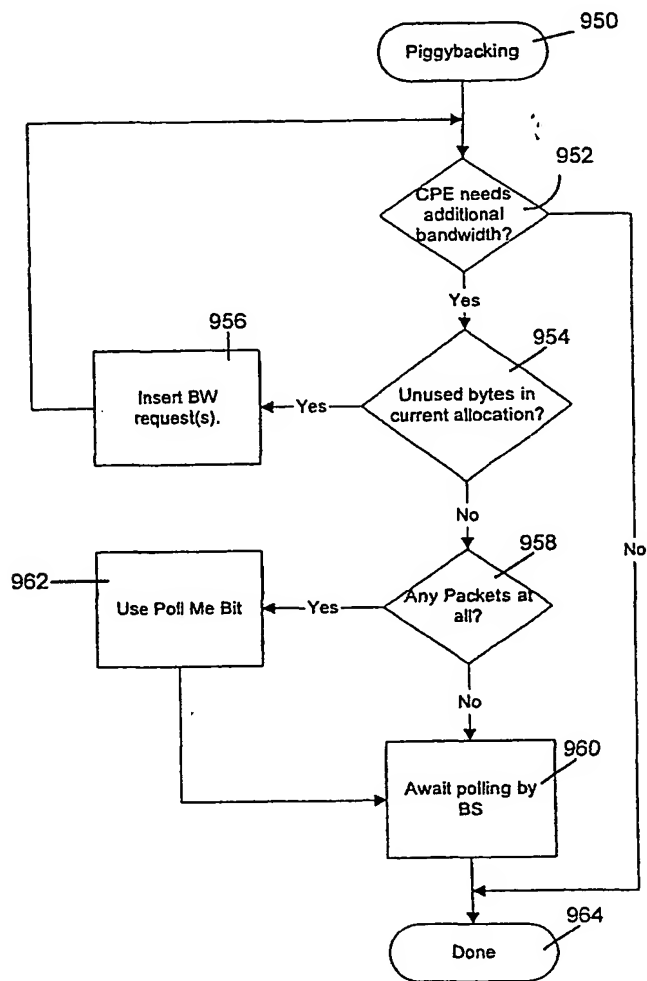 950
Piggybacking
952
CPE needs
additional
bandwidth?
Yes
956
954
Insert BW
request(s).
Yes
Unused bytes in
current allocation?
No
958
No
962
Use Poll Me Bit
Yes
Any Packets at
all?
No
960
Await polling by
BS
964
Done